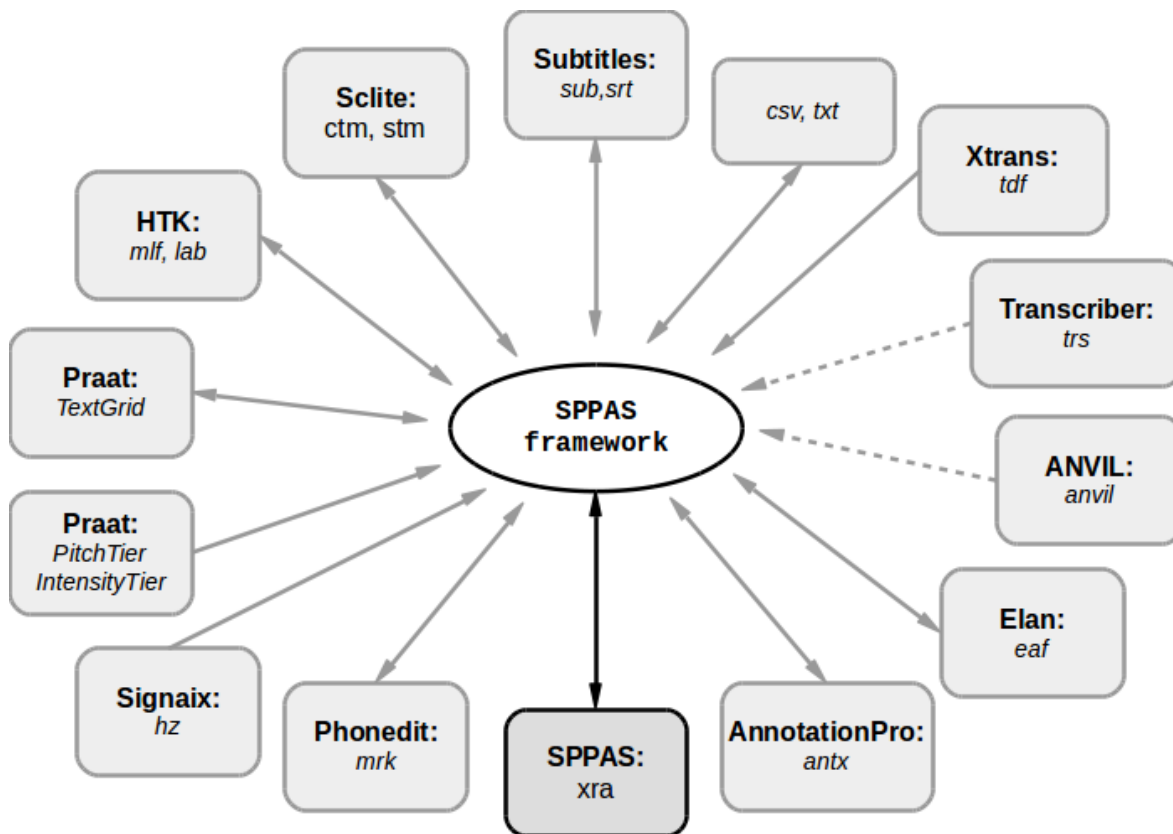 Subtitles:
sub,srt
csv, txt
Sclite:
ctm, stm
Xtrans:
tdf
HTK:
mlf, lab
Transcriber:
trs
Praat:
TextGrid
SPPAS
framework
ANVIL:
anvil
Praat:
PitchTier
IntensityTier
Elan:
eaf
Signaix:
hz
Phonedit:
mrk
SPPAS:
xra
AnnotationPro:
antx